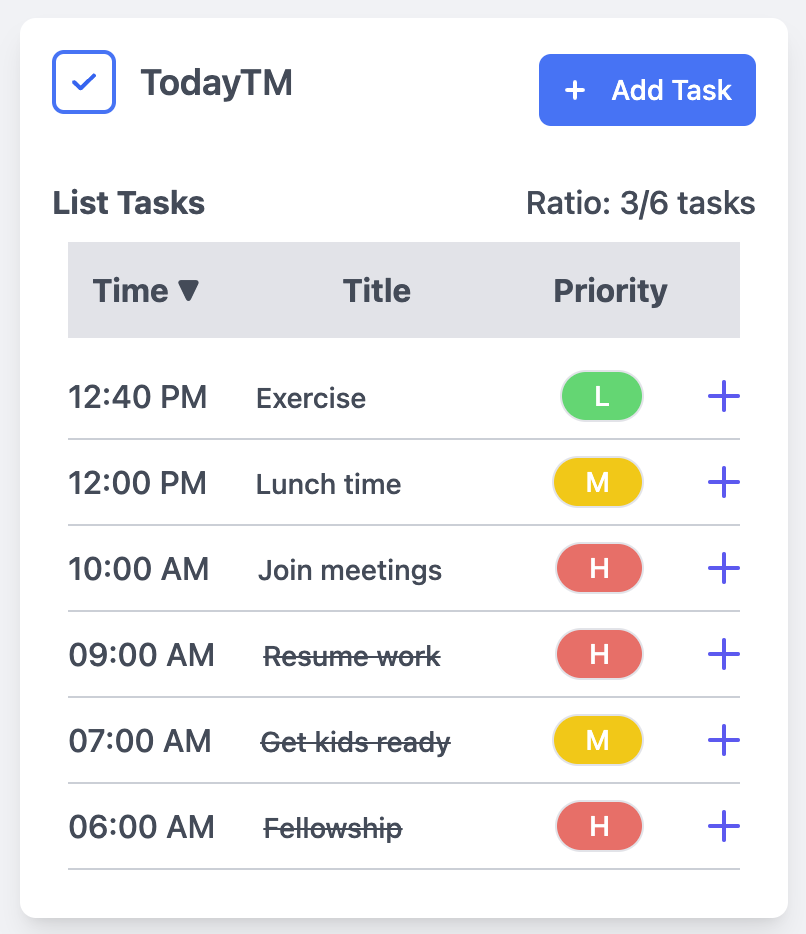 TodayTM
+ Add Task
List Tasks Ratio: 3/6 tasks
Time ▼ Title Priority
12:40 PM Exercise L +
12:00 PM Lunch time M +
10:00 AM Join meetings H +
09:00 AM Resume work H +
07:00 AM Get kids ready M +
06:00 AM Fellowship H +